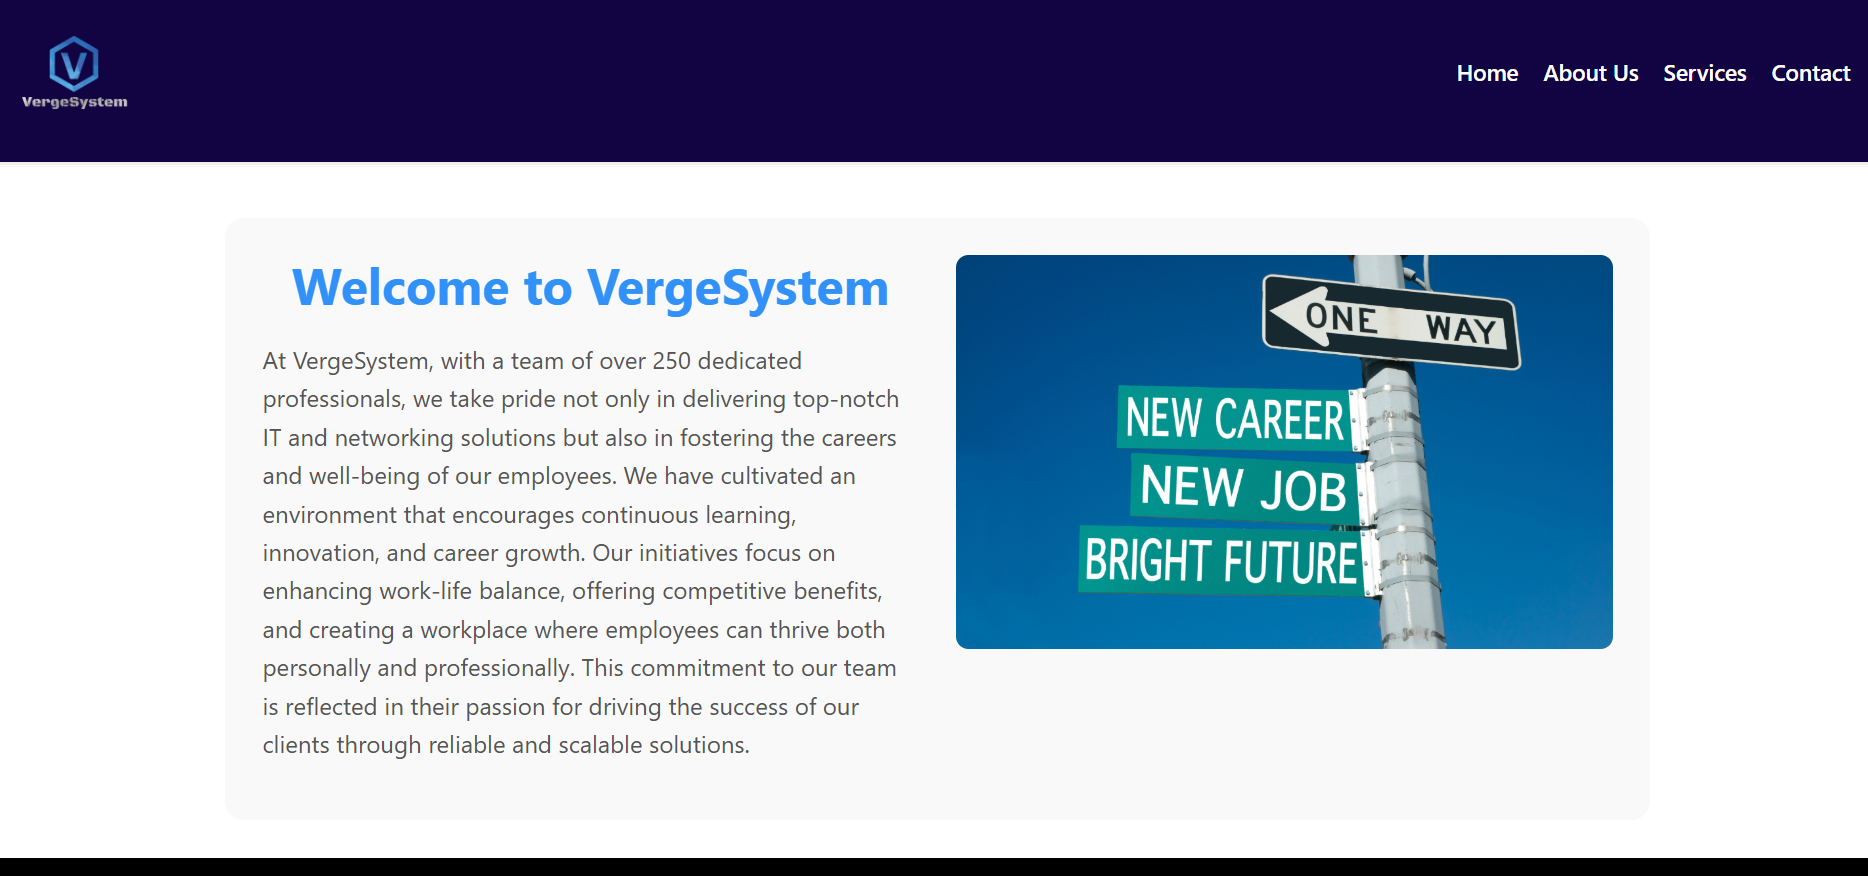 V
VergeSystem
Home About Us Services Contact
Welcome to VergeSystem
At VergeSystem, with a team of over 250 dedicated
professionals, we take pride not only in delivering top-notch
IT and networking solutions but also in fostering the careers
and well-being of our employees. We have cultivated an
environment that encourages continuous learning,
innovation, and career growth. Our initiatives focus on
enhancing work-life balance, offering competitive benefits,
and creating a workplace where employees can thrive both
personally and professionally. This commitment to our team
is reflected in their passion for driving the success of our
clients through reliable and scalable solutions.
ONE WAY
NEW CAREER
NEW JOB
BRIGHT FUTURE